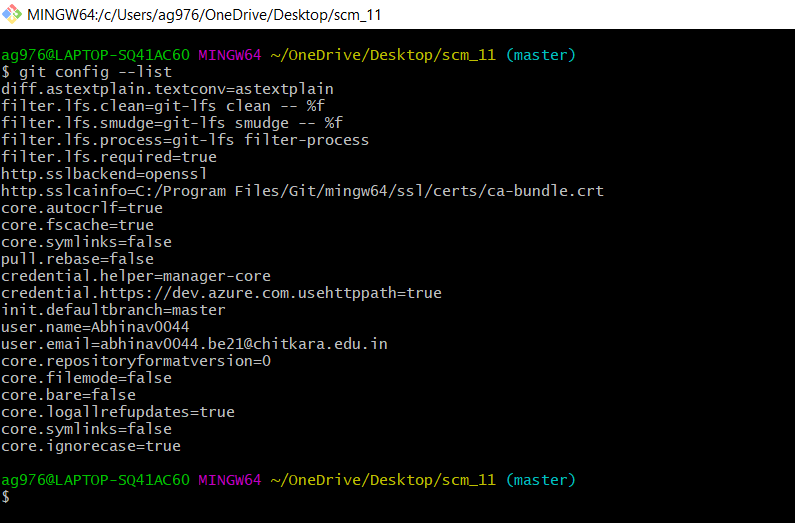 MINGW64:/c/Users/ag976/OneDrive/Desktop/scm_11
ag976@LAPTOP-SQ41AC60 MINGW64 ~/OneDrive/Desktop/scm_11 (master)
$ git config --list
diff.astextplain.textconv=astextplain
filter.lfs.clean=git-lfs clean -- %f
filter.lfs.smudge=git-lfs smudge -- %f
filter.lfs.process=git-lfs filter-process
filter.lfs.required=true
http.sslbackend=openssl
http.sslcainfo=C:/Program Files/Git/mingw64/ssl/certs/ca-bundle.crt
core.autocrlf=true
core.fscache=true
core.symlinks=false
pull.rebase=false
credential.helper=manager-core
credential.https://dev.azure.com.usehttppath=true
init.defaultbranch=master
user.name=Abhinav0044
user.email=abhinav0044.be21@chitkara.edu.in
core.repositoryformatversion=0
core.filemode=false
core.bare=false
core.logallrefupdates=true
core.symlinks=false
core.ignorecase=true
ag976@LAPTOP-SQ41AC60 MINGW64 ~/OneDrive/Desktop/scm_11 (master)
$